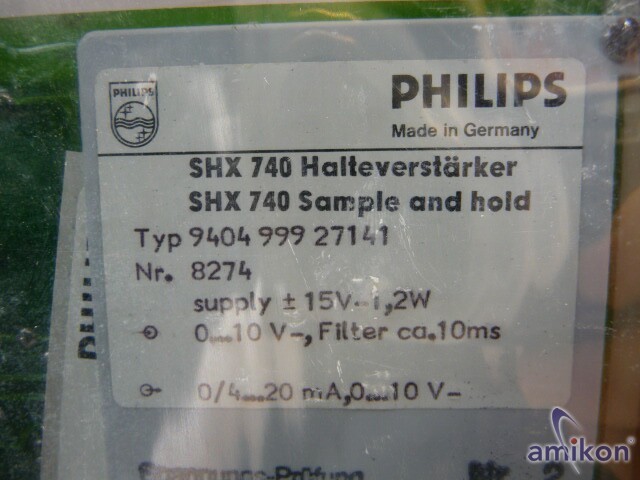 PHILIPS
PHILIPS
Made in Germany
SHX 740 Halteverstärker
SHX 740 Sample and hold
Typ 9404 999 27141
Nr. 8274
supply ± 15V-1,2W
0....10 V-, Filter ca.10ms
0/4....20 mA,0....10 V-
amikon